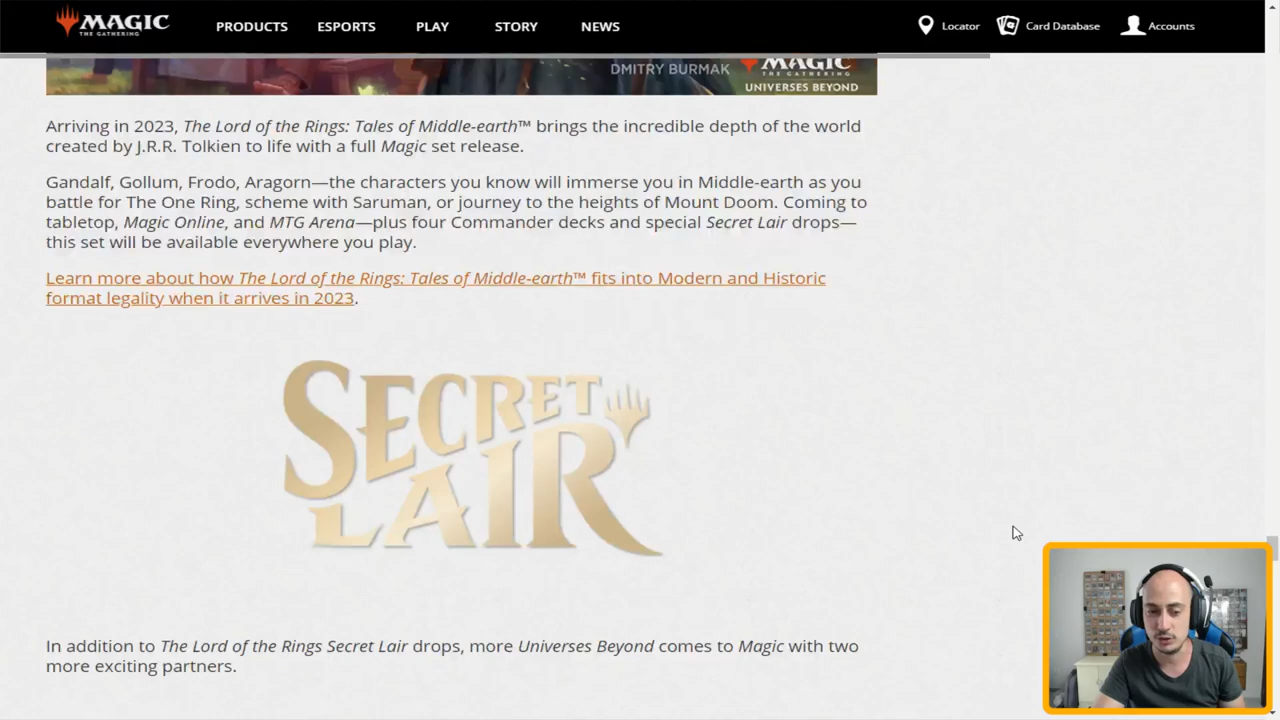 MAGIC
THE GATHERING
PRODUCTS
ESPORTS
PLAY
STORY
NEWS
Locator
Card Database
Accounts
DMITRY BURMAK
MAGIC
THE GATHERING
UNIVERSES BEYOND
Arriving in 2023, The Lord of the Rings: Tales of Middle-earth™ brings the incredible depth of the world
created by J.R.R. Tolkien to life with a full Magic set release.
Gandalf, Gollum, Frodo, Aragorn—the characters you know will immerse you in Middle-earth as you
battle for The One Ring, scheme with Saruman, or journey to the heights of Mount Doom. Coming to
tabletop, Magic Online, and MTG Arena—plus four Commander decks and special Secret Lair drops—
this set will be available everywhere you play.
Learn more about how The Lord of the Rings: Tales of Middle-earth™ fits into Modern and Historic
format legality when it arrives in 2023.
SECRET
LAIR
In addition to The Lord of the Rings Secret Lair drops, more Universes Beyond comes to Magic with two
more exciting partners.